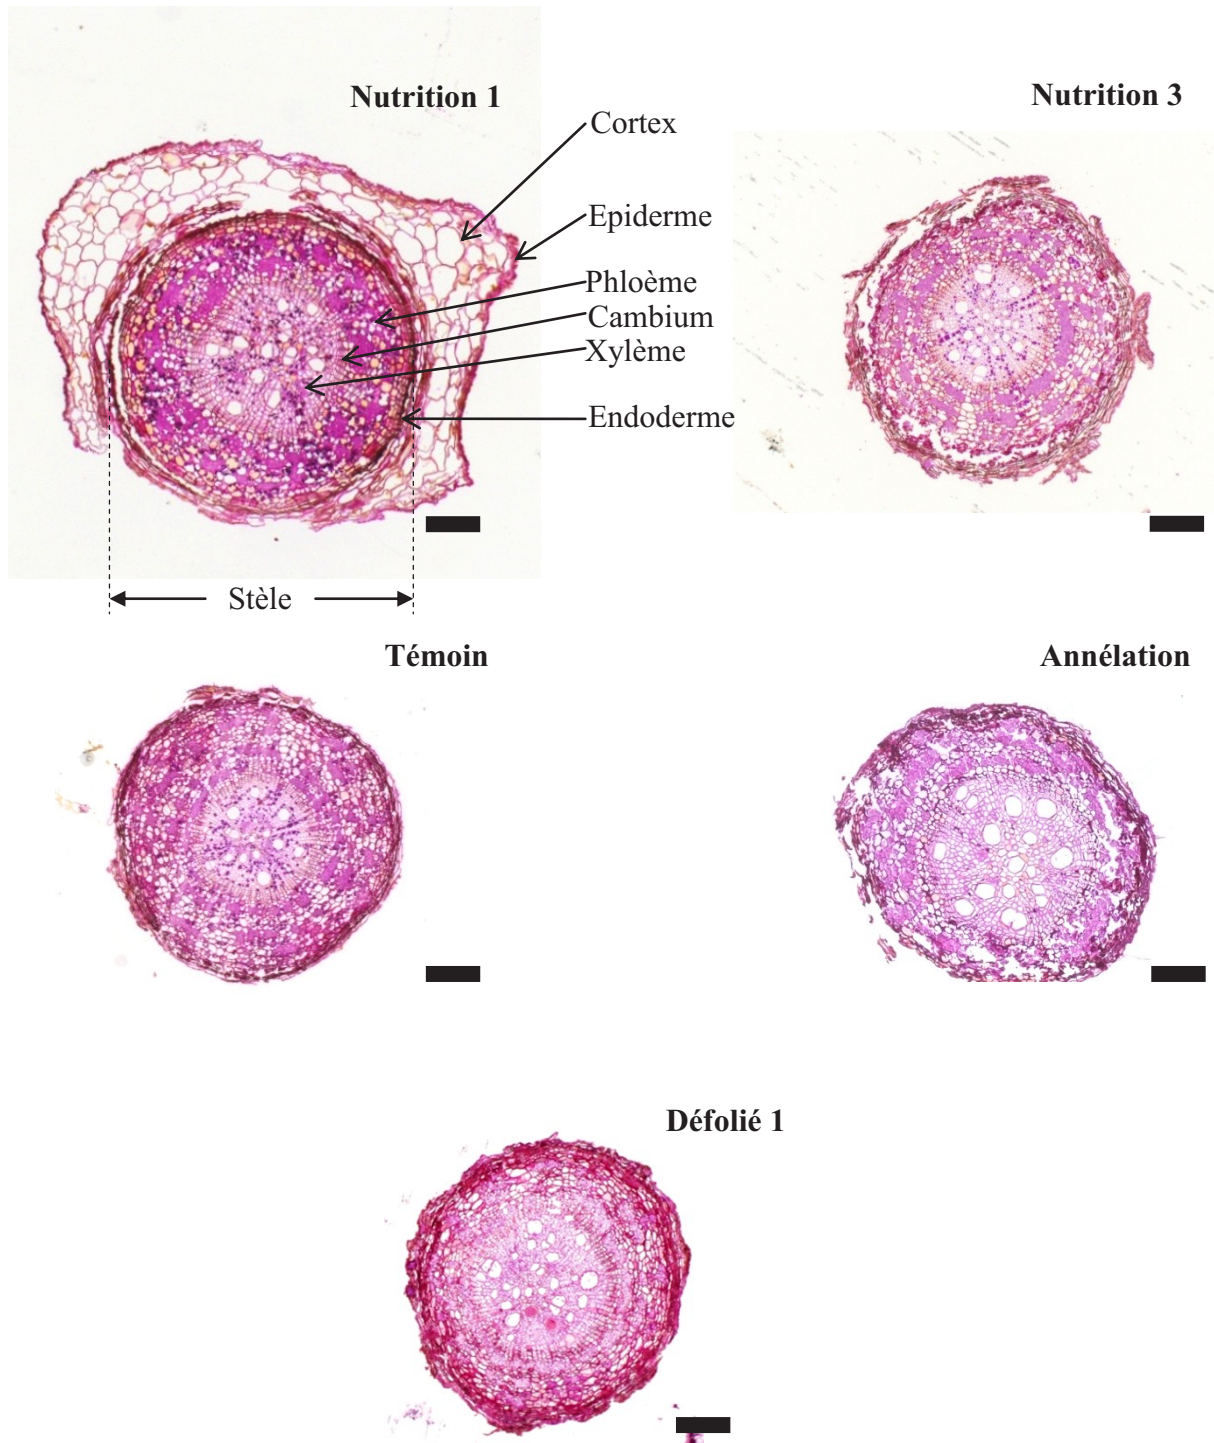 Nutrition 1
Nutrition 3
Cortex
Epiderme
Phloème
Cambium
Xylème
Endoderme
Stèle
Témoin
Annélation
Défolié 1